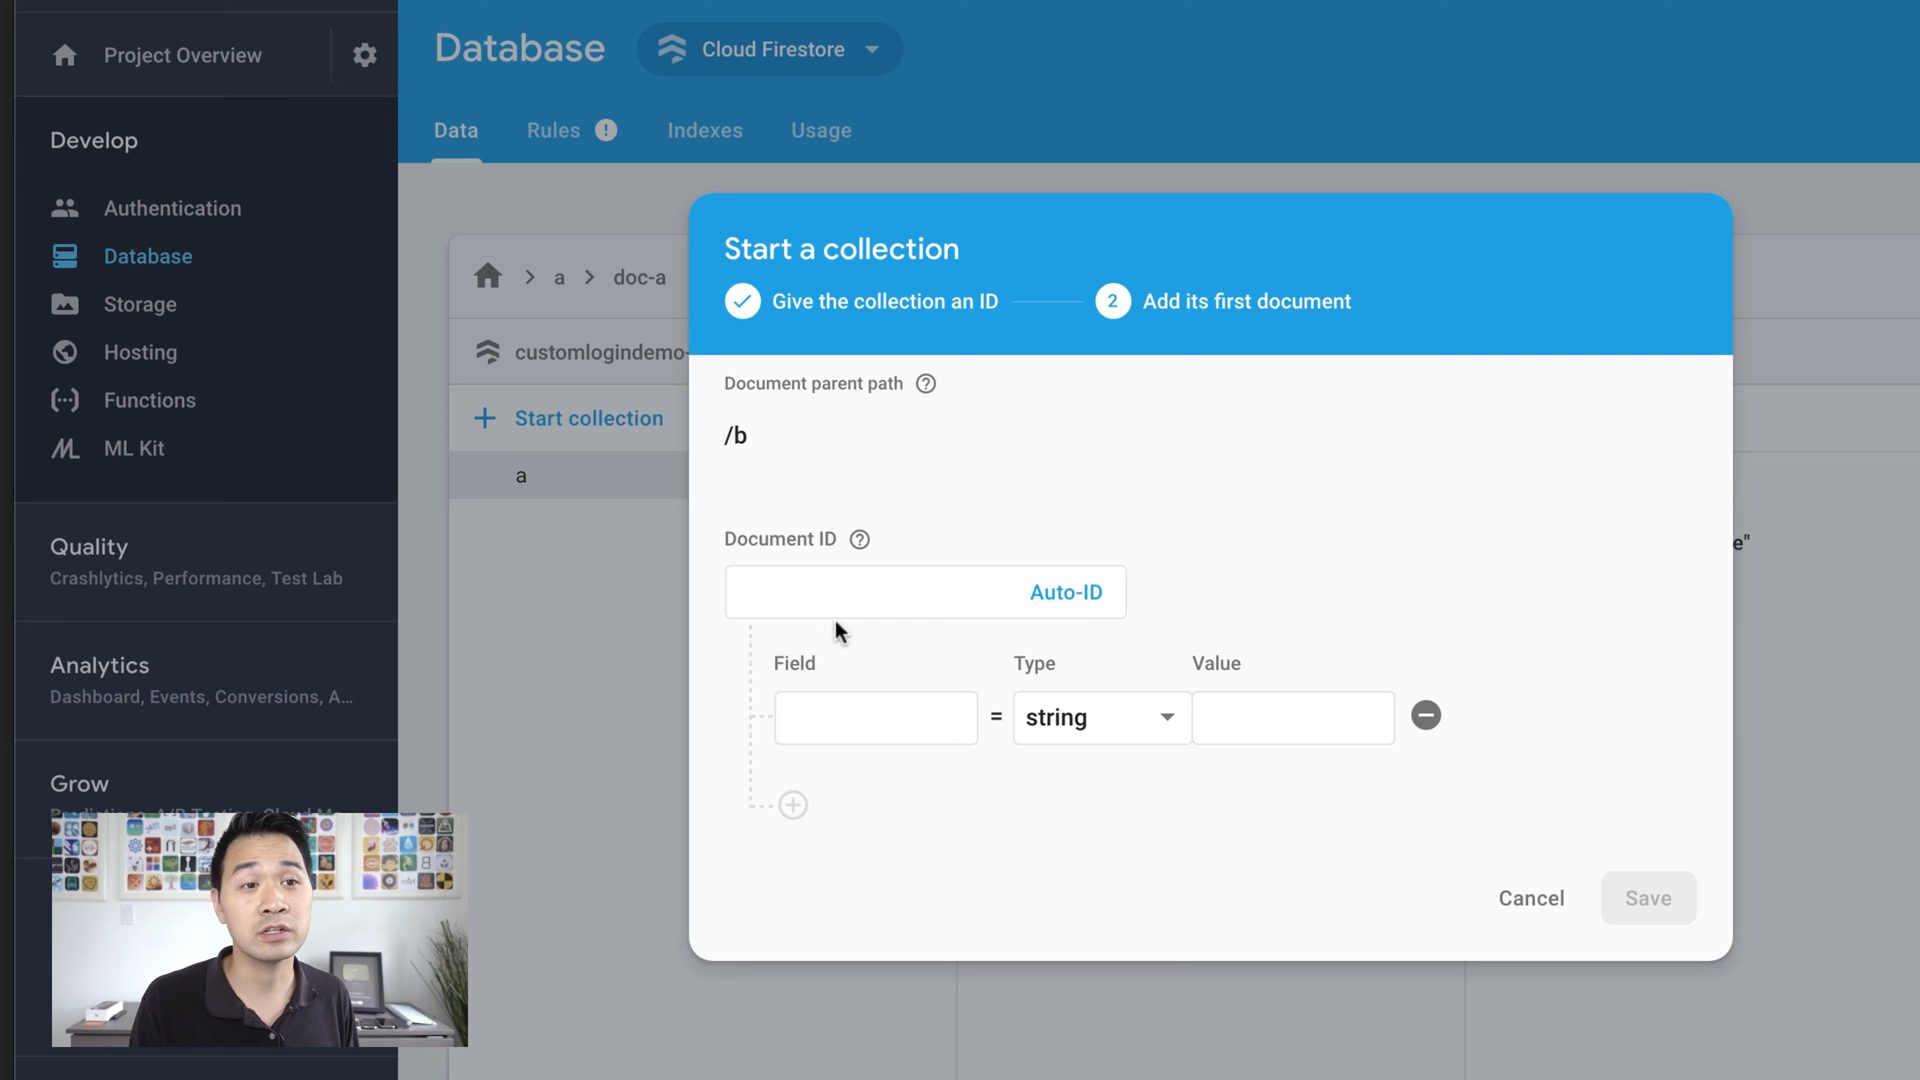 Project Overview
Develop
Authentication
Database
Storage
Hosting
Functions
ML Kit
Quality
Crashlytics, Performance, Test Lab
Analytics
Dashboard, Events, Conversions, A...
Grow
Database
Cloud Firestore
Data
Rules
Indexes
Usage
a
doc-a
customlogindemo-
Start collection
a
Start a collection
Give the collection an ID
2
Add its first document
Document parent path
/b
Document ID
Auto-ID
Field
Type
Value
=
string
Cancel
Save
e"